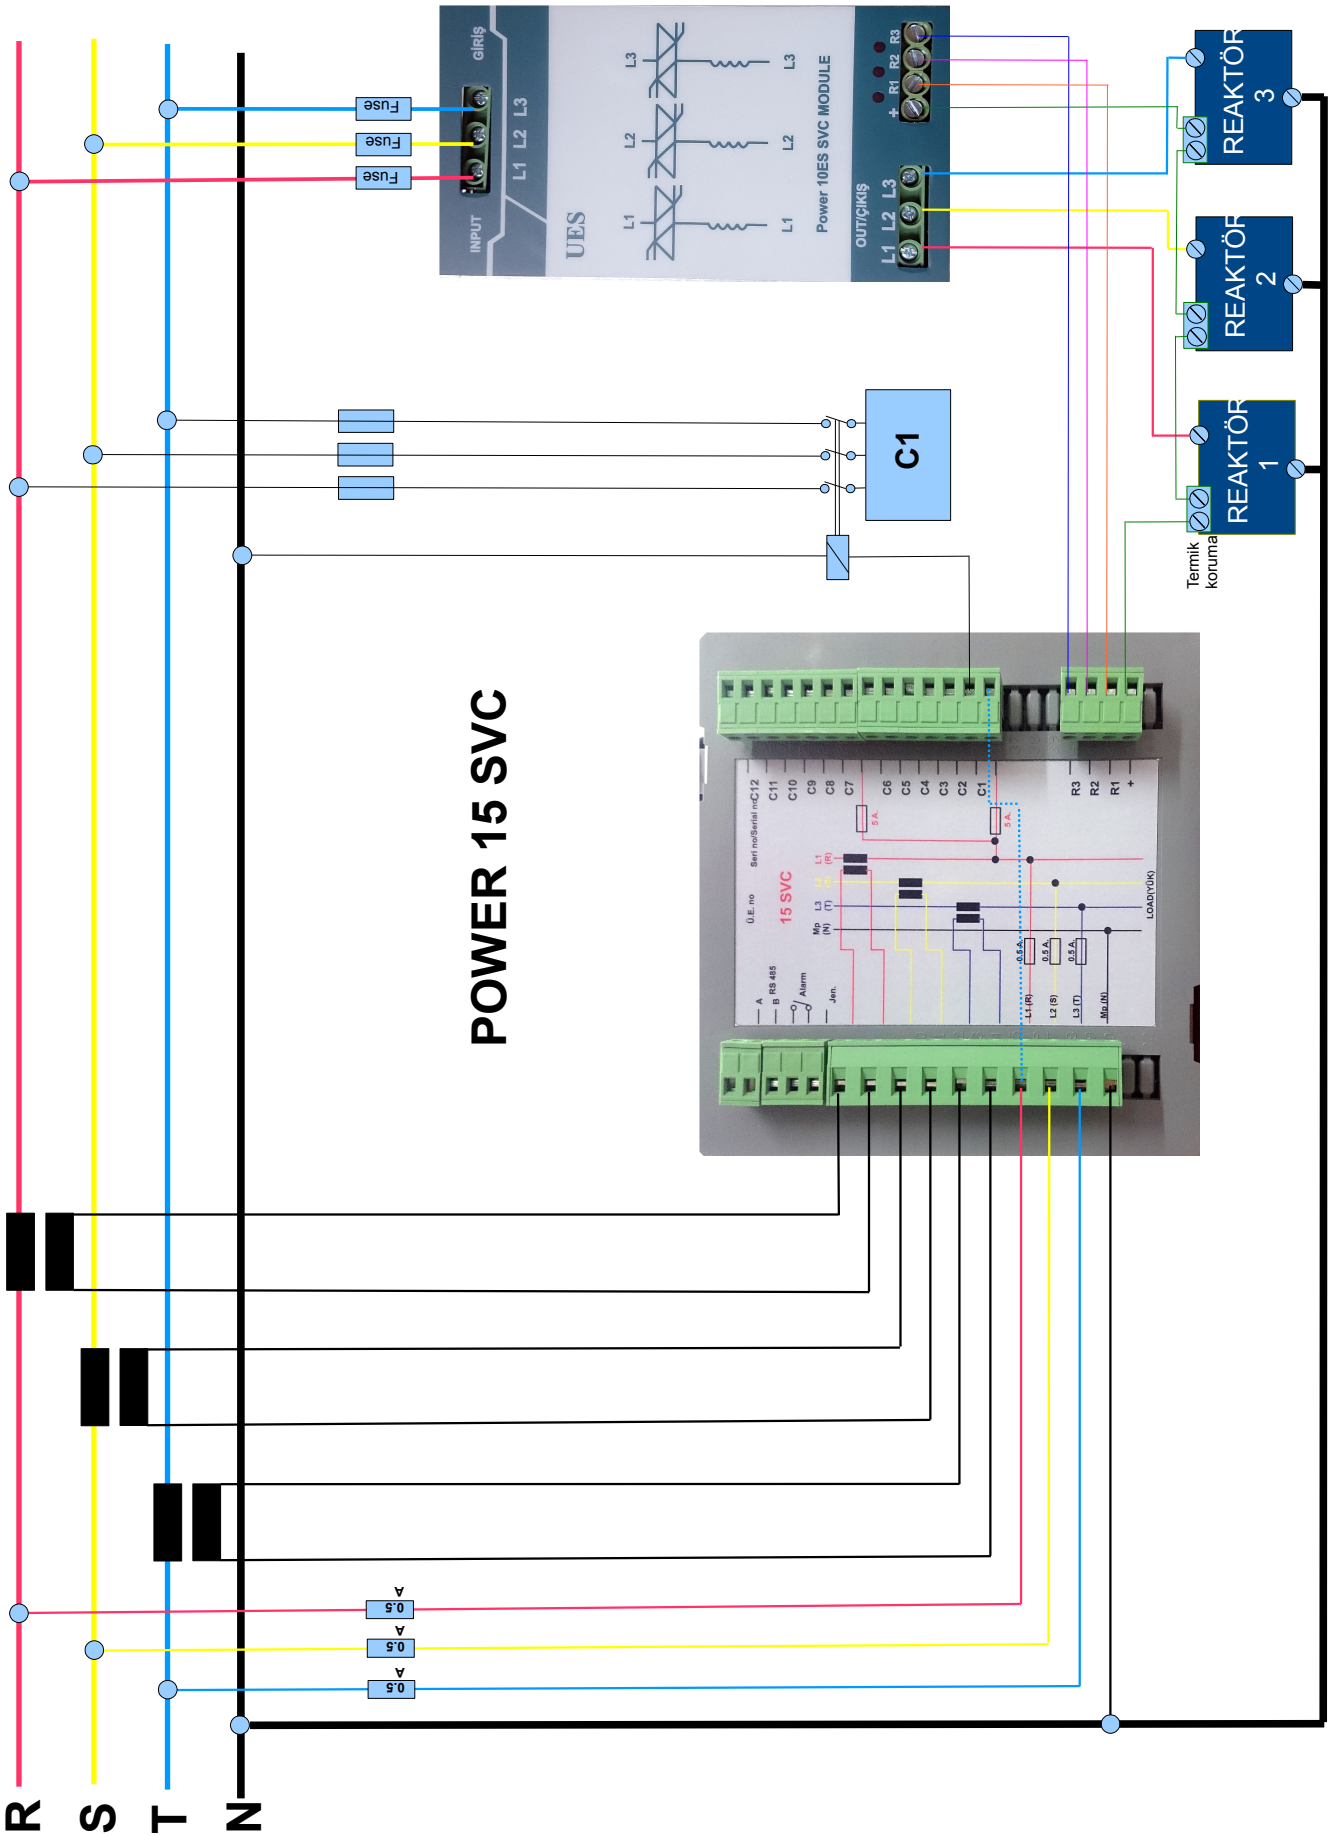 R
S
T
N
POWER 15 SVC
INPUT
GİRİŞ
L1 L2 L3
Fuse
Fuse
Fuse
UES
L1 L2 L3
L1 L2 L3
Power 10ES SVC MODULE
OUT/ÇIKIŞ
L1 L2 L3
+ R1 R2 R3
REAKTÖR
3
REAKTÖR
2
REAKTÖR
1
Termik
koruma
C1
Ü.E. no
Seri no/Serial no
15 SVC
C12
C11
C10
C9
C8
C7
C6
C5
C4
C3
C2
C1
R3
R2
R1
+
5 A.
5 A.
L1
(R)
L3
(T)
Mp
(N)
LOAD(YÜK)
A
B
RS 485
Alarm
Jen.
0.5 A.
0.5 A.
0.5 A.
L1 (R)
L2 (S)
L3 (T)
Mp (N)
0.5
A
0.5
A
0.5
A